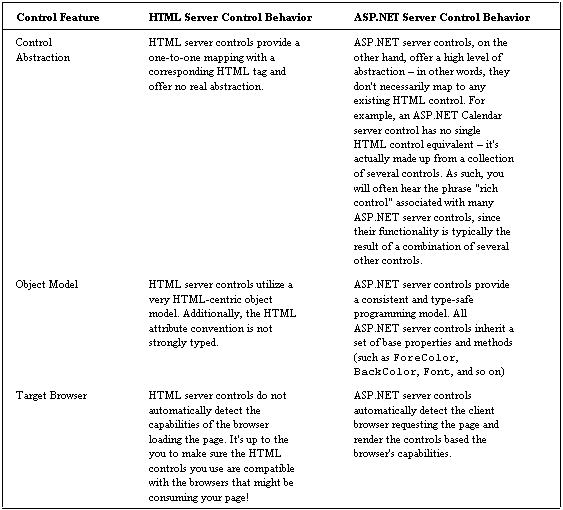 Control Feature
HTML Server Control Behavior
ASP.NET Server Control Behavior
Control
Abstraction
HTML server controls provide a
one-to-one mapping with a
corresponding HTML tag and
offer no real abstraction.
ASP.NET server controls, on the
other hand, offer a high level of
abstraction – in other words, they
don't necessarily map to any
existing HTML control. For
example, an ASP.NET Calendar
server control has no single
HTML control equivalent – it's
actually made up from a collection
of several controls. As such, you
will often hear the phrase "rich
control" associated with many
ASP.NET server controls, since
their functionality is typically the
result of a combination of several
other controls.
Object Model
HTML server controls utilize a
very HTML-centric object
model. Additionally, the HTML
attribute convention is not
strongly typed.
ASP.NET server controls provide
a consistent and type-safe
programming model. All
ASP.NET server controls inherit a
set of base properties and methods
(such as ForeColor,
BackColor, Font, and so on)
Target Browser
HTML server controls do not
automatically detect the
capabilities of the browser
loading the page. It's up to the
you to make sure the HTML
controls you use are compatible
with the browsers that might be
consuming your page!
ASP.NET server controls
automatically detect the client
browser requesting the page and
render the controls based the
browser's capabilities.